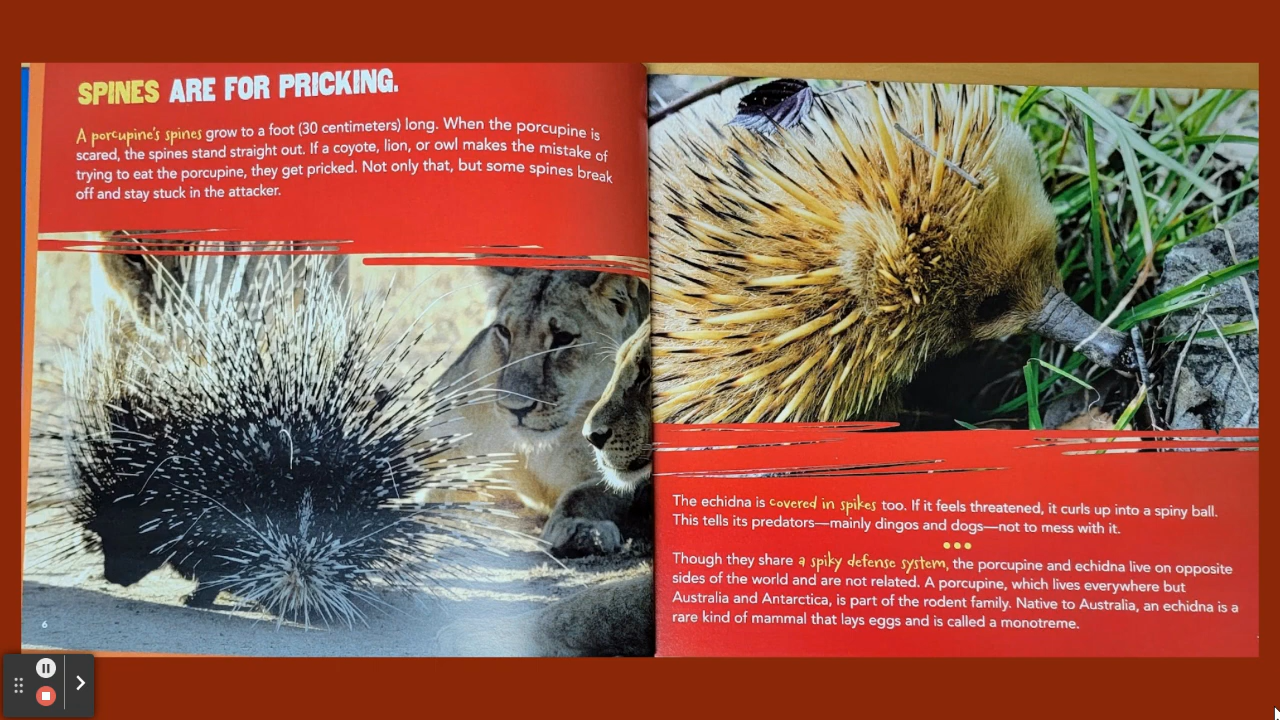 SPINES ARE FOR PRICKING.
A porcupine's spines grow to a foot (30 centimeters) long. When the porcupine is
scared, the spines stand straight out. If a coyote, lion, or owl makes the mistake of
trying to eat the porcupine, they get pricked. Not only that, but some spines break
off and stay stuck in the attacker.
6
The echidna is covered in spikes too. If it feels threatened, it curls up into a spiny ball.
This tells its predators—mainly dingos and dogs—not to mess with it.
Though they share a spiky defense system, the porcupine and echidna live on opposite
sides of the world and are not related. A porcupine, which lives everywhere but
Australia and Antarctica, is part of the rodent family. Native to Australia, an echidna is a
rare kind of mammal that lays eggs and is called a monotreme.